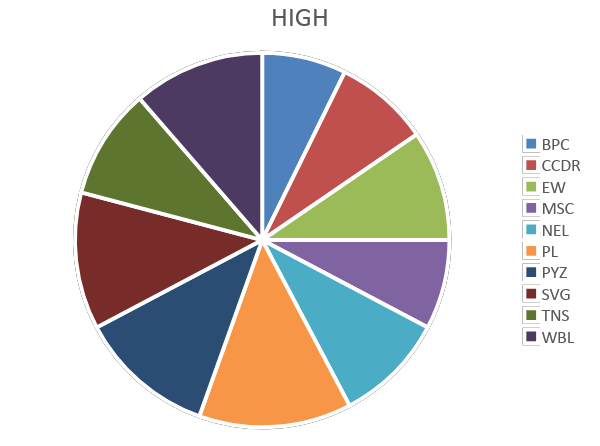 HIGH
BPC
CCDR
EW
MSC
NEL
PL
PYZ
SVG
TNS
WBL